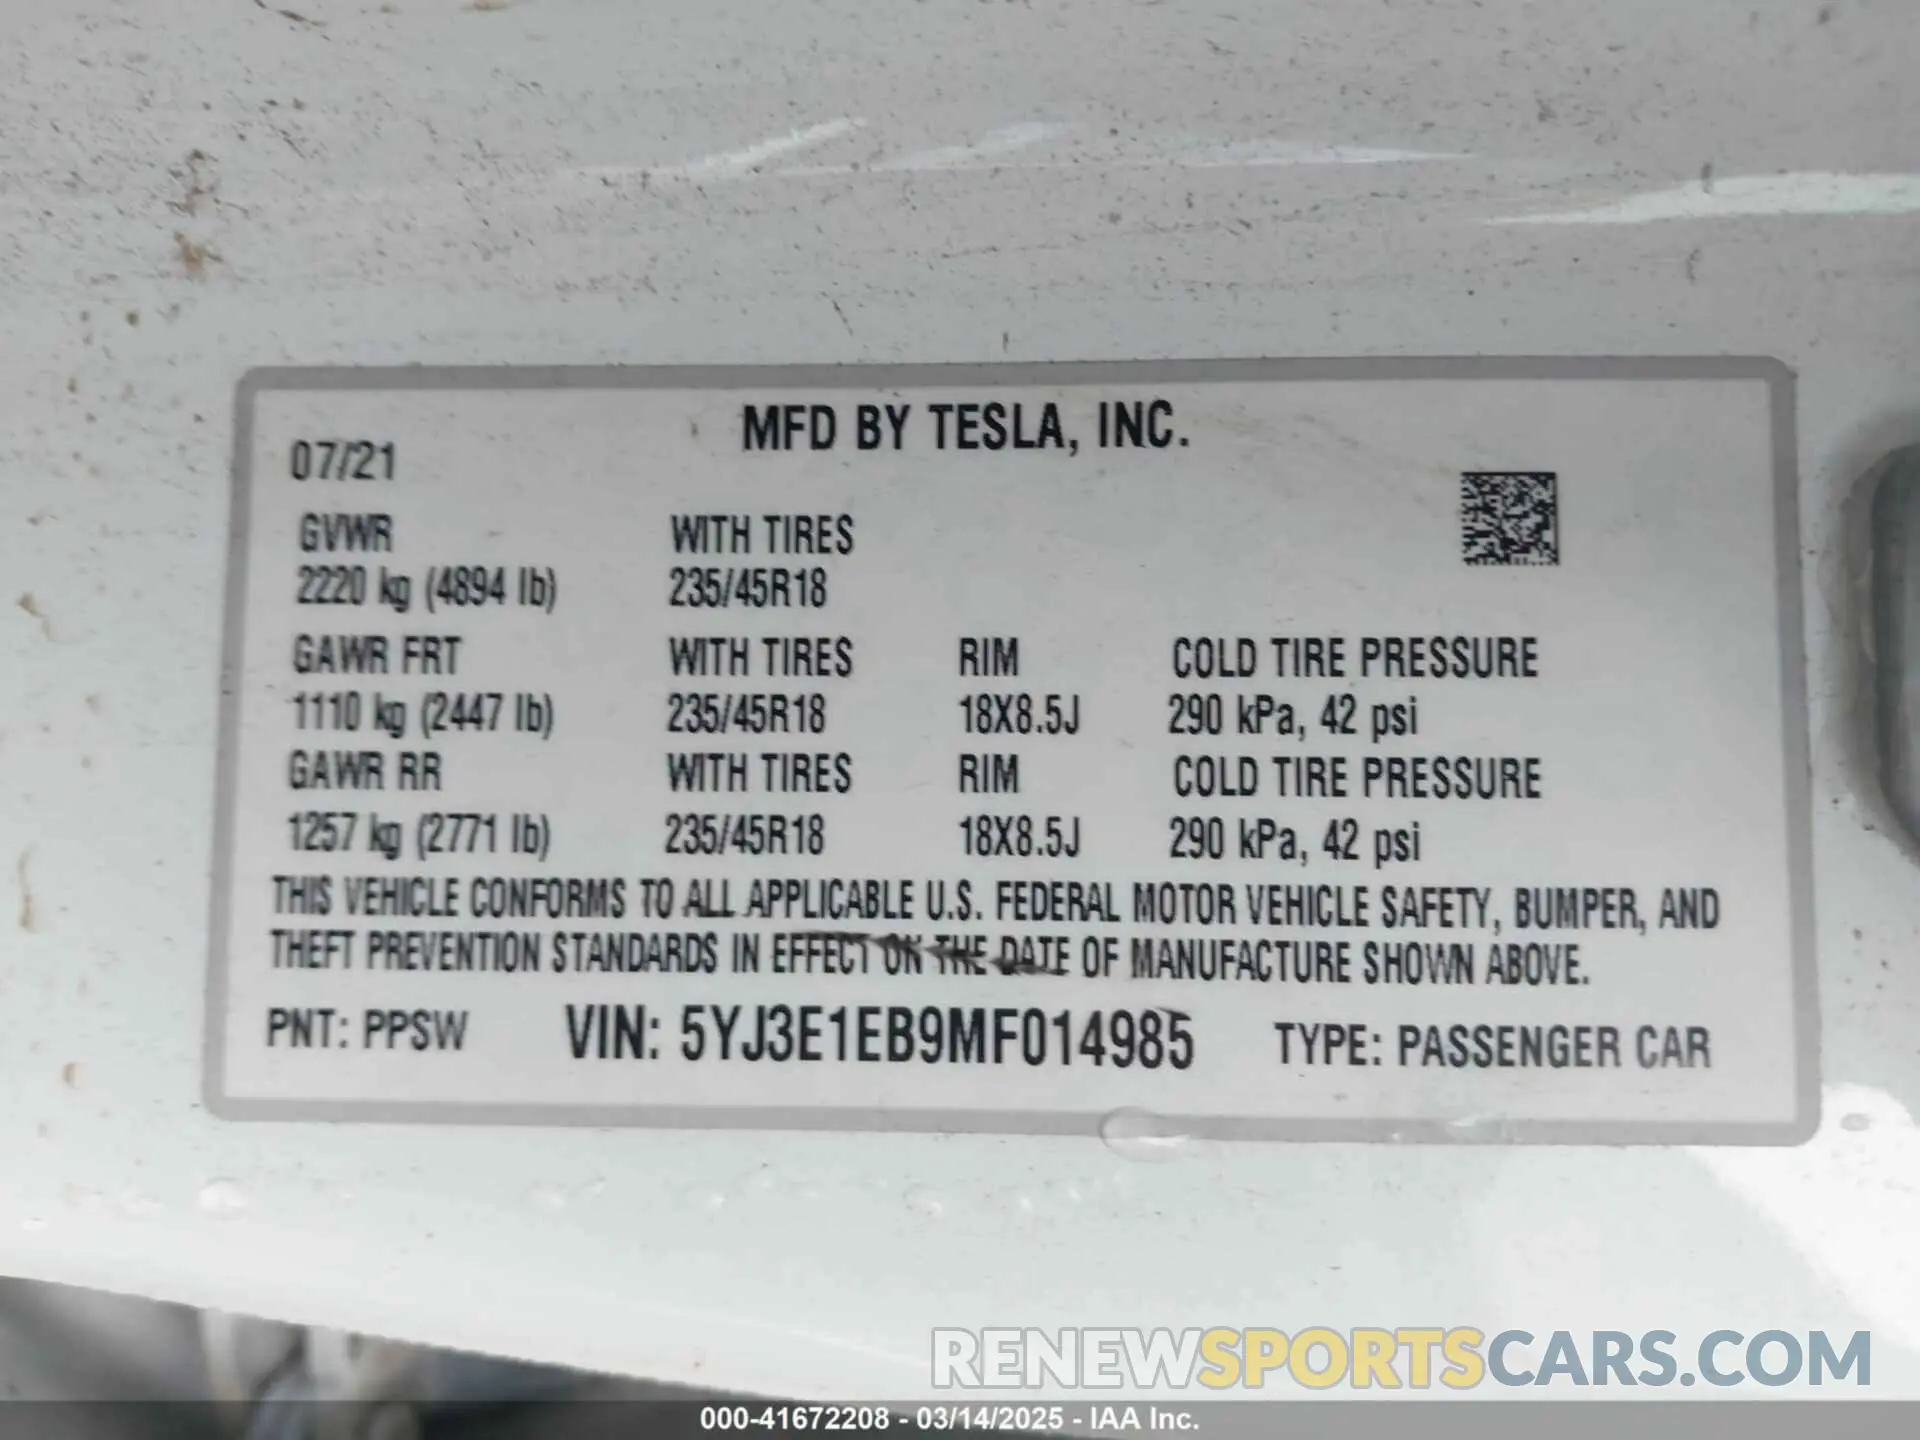 MFD BY TESLA, INC.
07/21
GVWR WITH TIRES
2220 kg (4894 lb) 235/45R18
GAWR FRT WITH TIRES RIM COLD TIRE PRESSURE
1110 kg (2447 lb) 235/45R18 18X8.5J 290 kPa, 42 psi
GAWR RR WITH TIRES RIM COLD TIRE PRESSURE
1257 kg (2771 lb) 235/45R18 18X8.5J 290 kPa, 42 psi
THIS VEHICLE CONFORMS TO ALL APPLICABLE U.S. FEDERAL MOTOR VEHICLE SAFETY, BUMPER, AND
THEFT PREVENTION STANDARDS IN EFFECT ON THE DATE OF MANUFACTURE SHOWN ABOVE.
PNT: PPSW VIN: 5YJ3E1EB9MF014985 TYPE: PASSENGER CAR
RENEWSPORTSCARS.COM
000-41672208 - 03/14/2025 - IAA Inc.